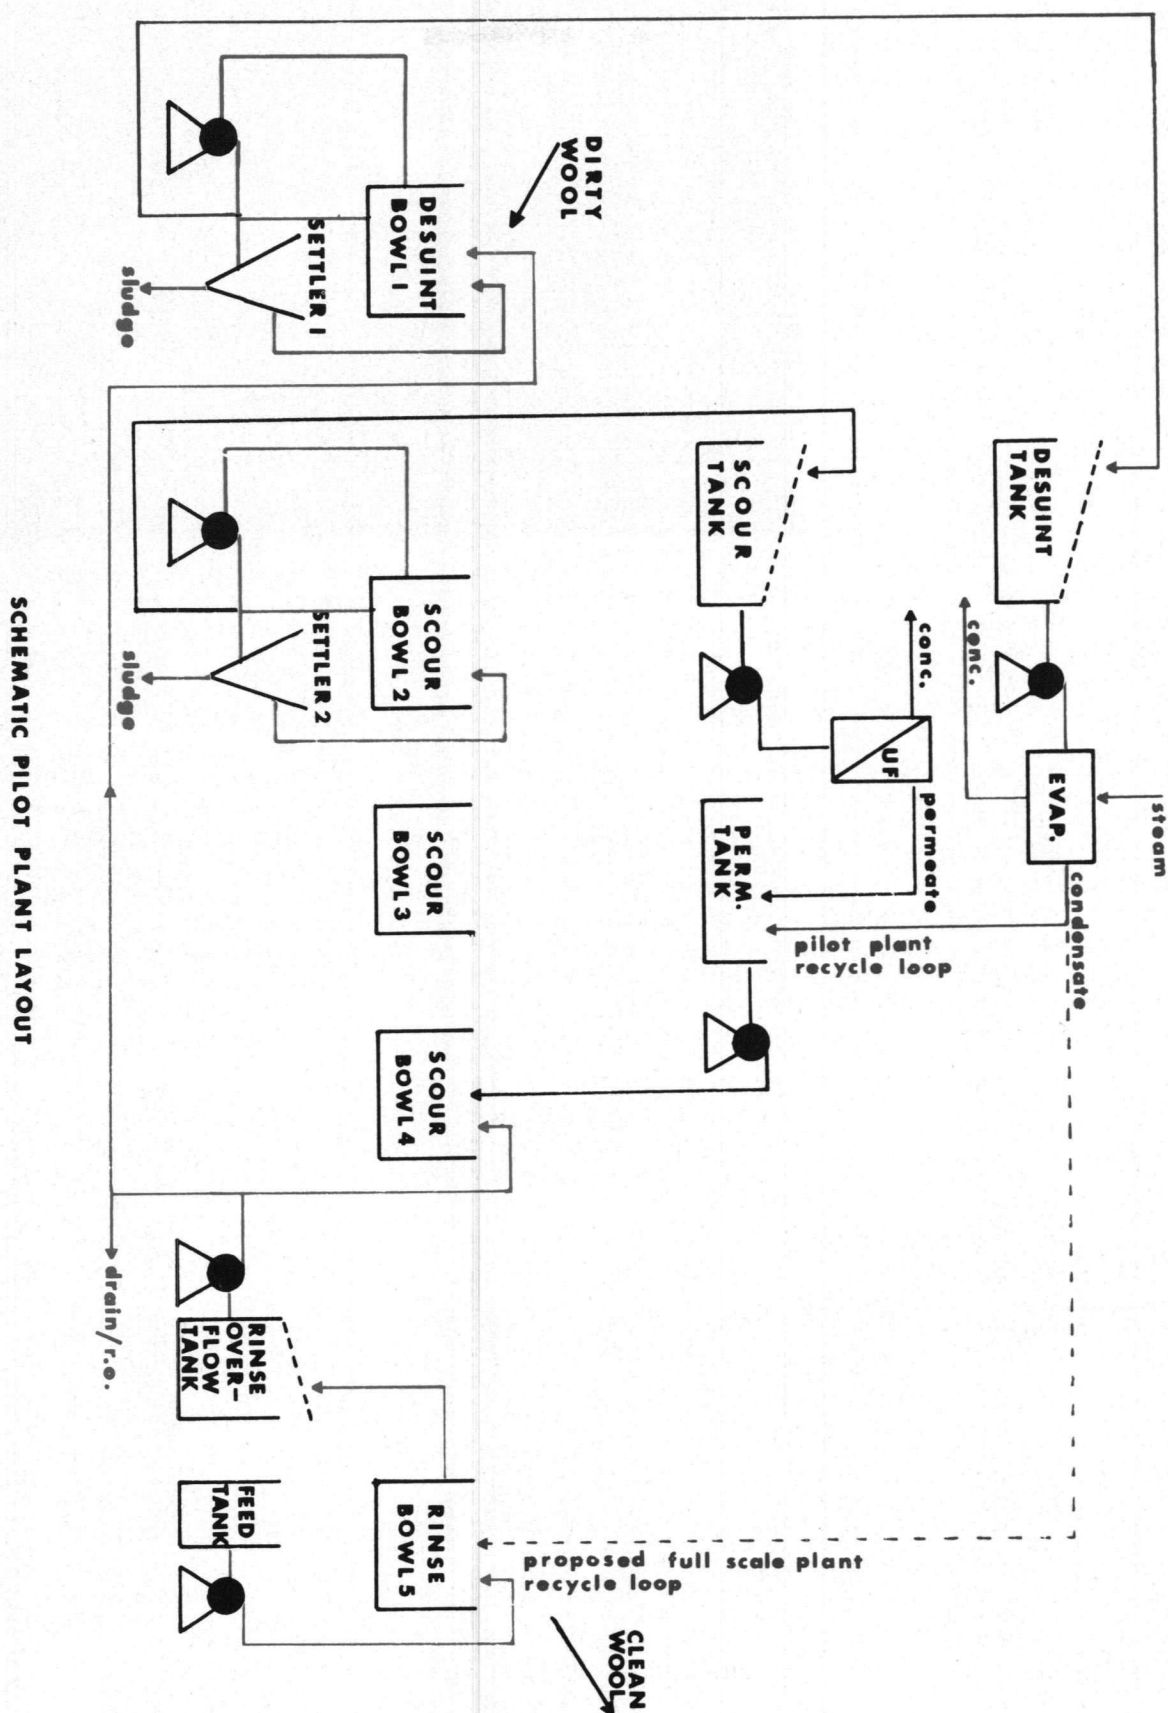 DIRTY
WOOL
DESUINT
BOWL 1
SETTLER 1
sludge
SCOUR
BOWL 2
SETTLER 2
sludge
SCOUR
BOWL 3
SCOUR
BOWL 4
RINSE
BOWL 5
CLEAN
WOOL
DESUINT
TANK
conc.
EVAP.
steam
condensate
SCOUR
TANK
conc.
UF
permeate
PERM.
TANK
pilot plant
recycle loop
proposed full scale plant
recycle loop
RINSE
OVER-
FLOW
TANK
FEED
TANK
drain/r.o.
SCHEMATIC PILOT PLANT LAYOUT